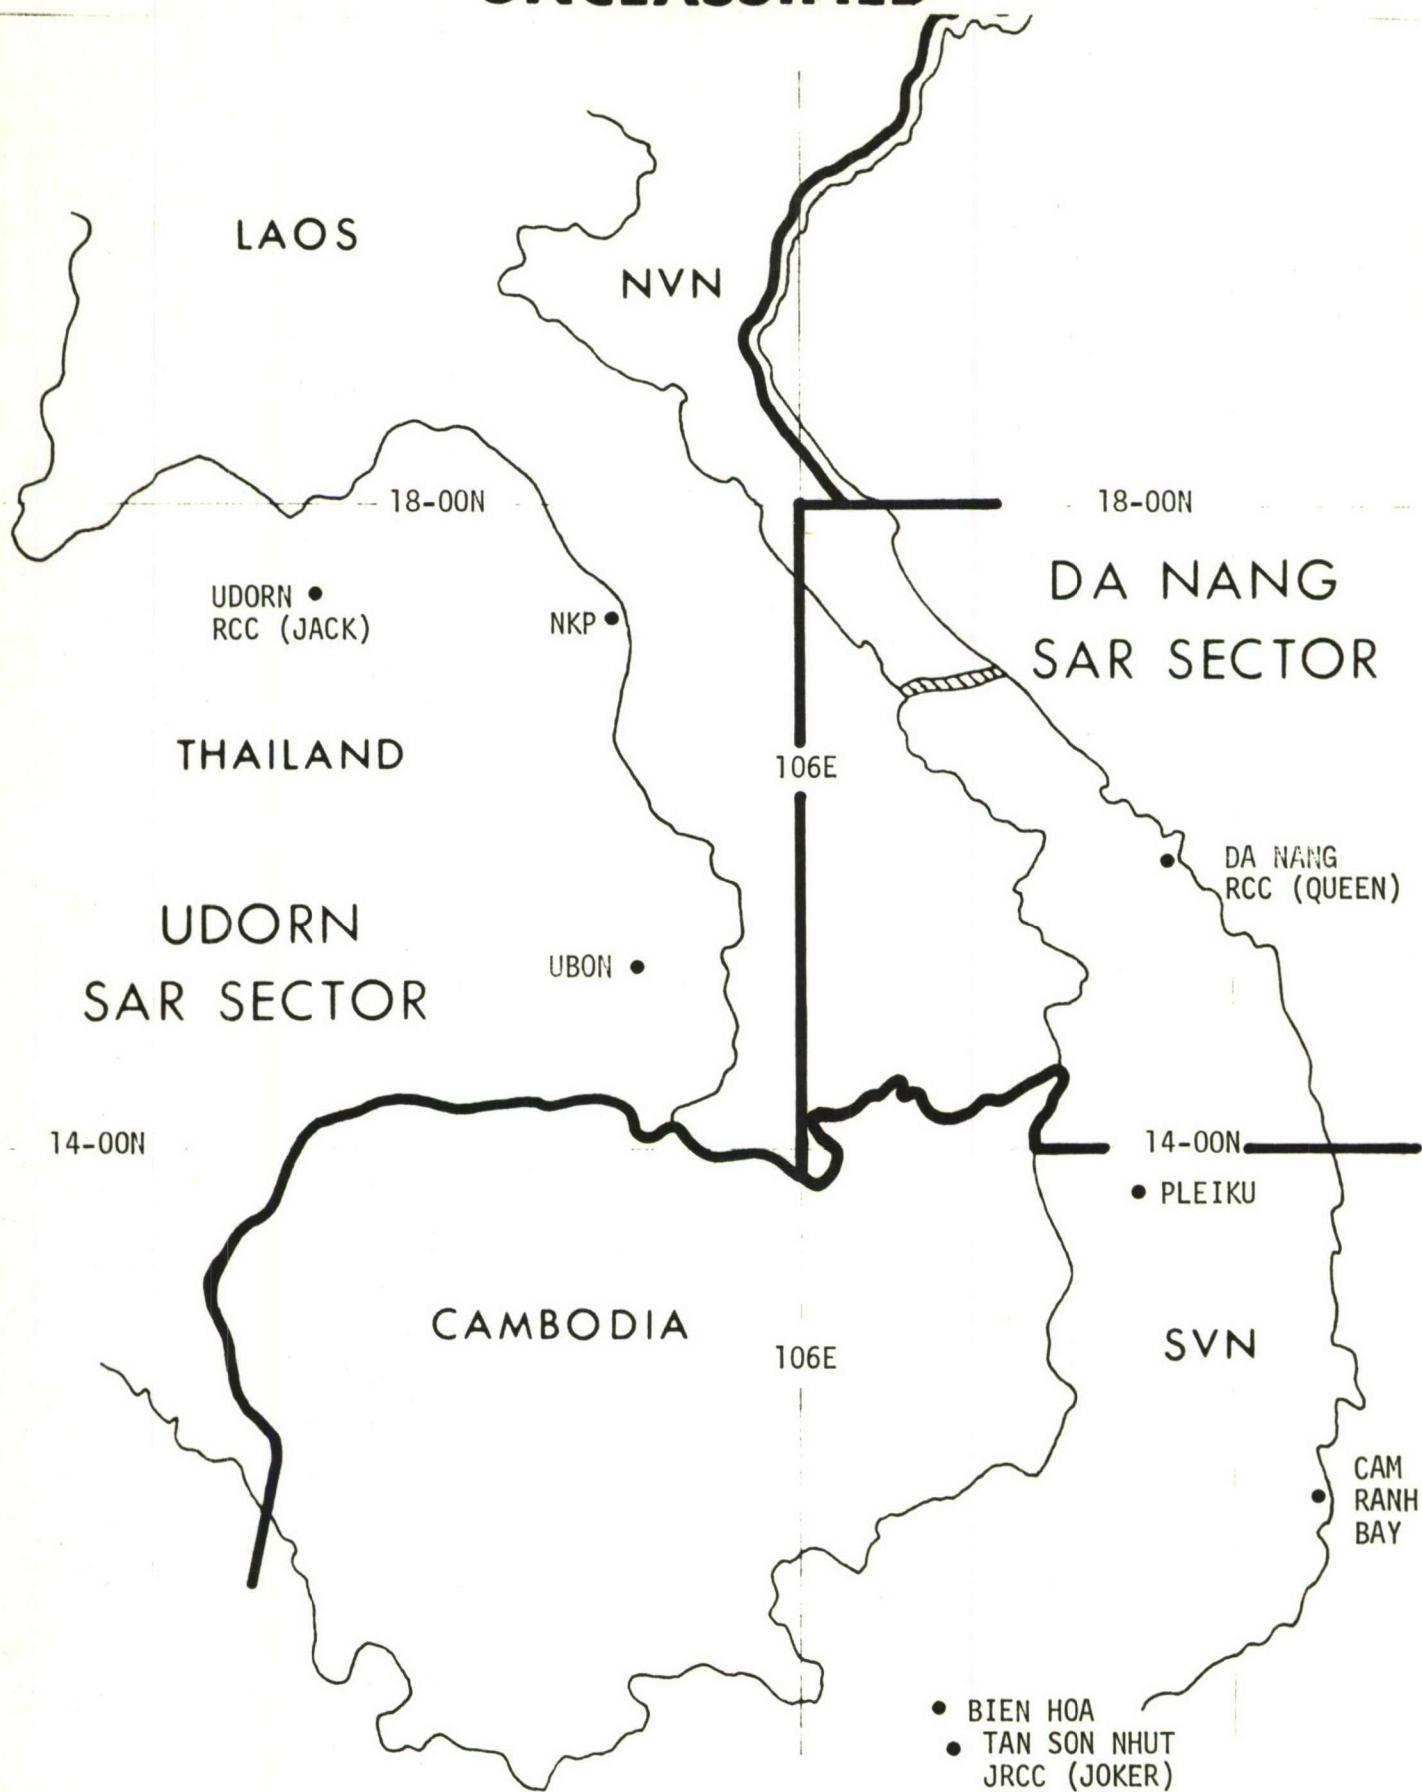 UNCLASSIFIED
LAOS
NVN
18-00N
18-00N
DA NANG
SAR SECTOR
UDORN
RCC (JACK)
NKP
THAILAND
106E
DA NANG
RCC (QUEEN)
UDORN
SAR SECTOR
UBON
14-00N
14-00N
PLEIKU
CAMBODIA
106E
SVN
CAM
RANH
BAY
BIEN HOA
TAN SON NHUT
JRCC (JOKER)